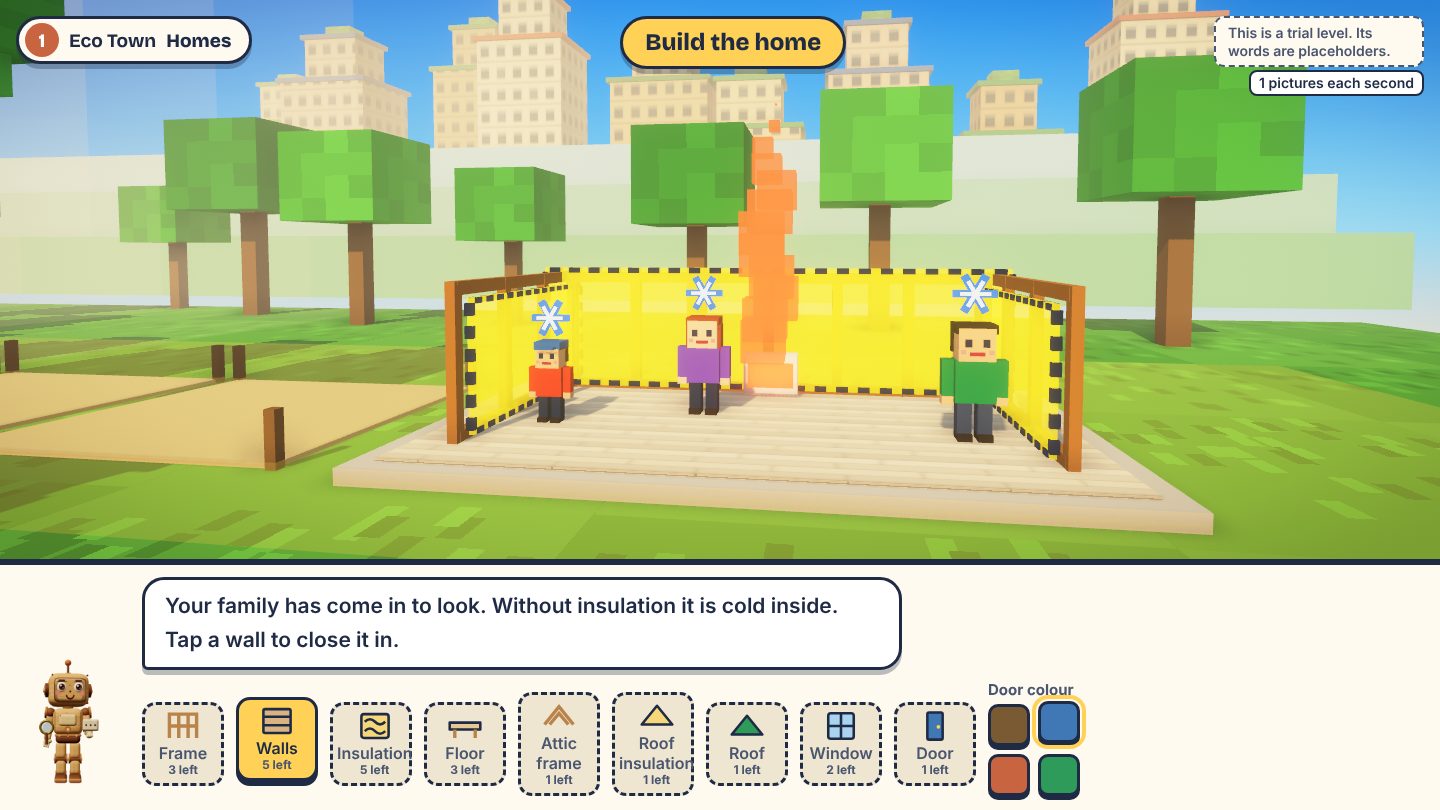 1 Eco Town Homes
Build the home
This is a trial level. Its
words are placeholders.
1 pictures each second
Your family has come in to look. Without insulation it is cold inside.
Tap a wall to close it in.
Door colour
Frame
3 left
Walls
5 left
Insulation
5 left
Floor
3 left
Attic
frame
1 left
Roof
insulation
1 left
Roof
1 left
Window
2 left
Door
1 left